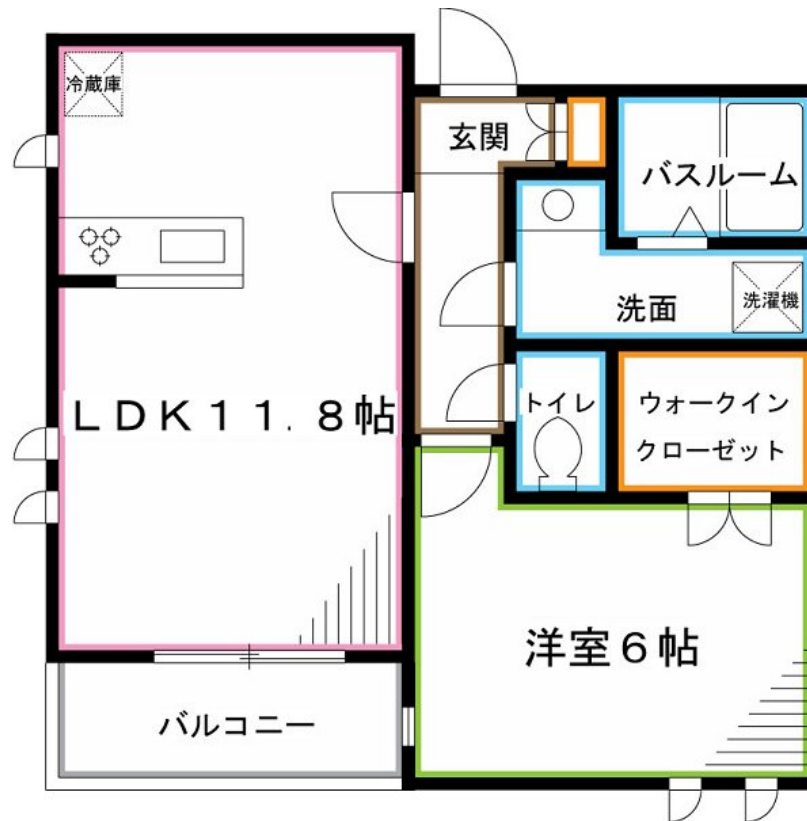 冷蔵庫
玄関
バスルーム
洗面
洗濯機
LDK11.8帖
トイレ
ウォークイン
クローゼット
洋室6帖
バルコニー